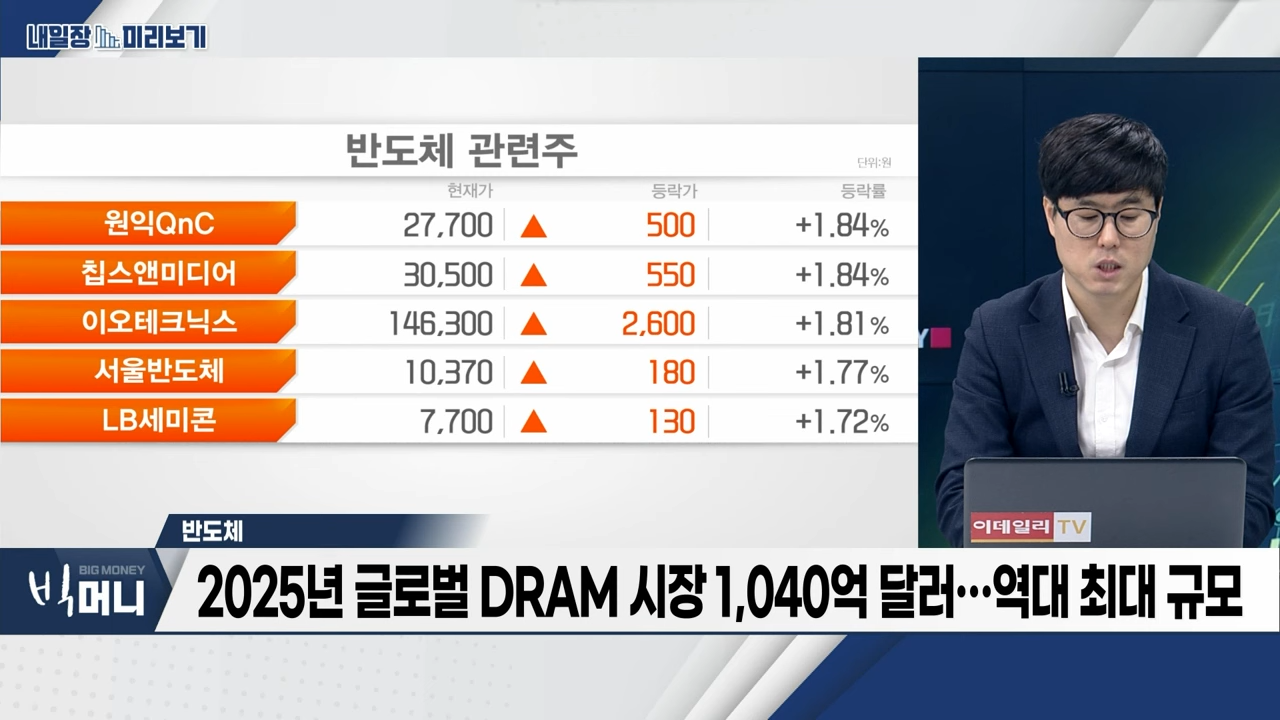 내일장 미리보기
반도체 관련주
단위:원
현재가 등락가 등락률
원익QnC 27,700 ▲ 500 +1.84%
칩스앤미디어 30,500 ▲ 550 +1.84%
이오테크닉스 146,300 ▲ 2,600 +1.81%
서울반도체 10,370 ▲ 180 +1.77%
LB세미콘 7,700 ▲ 130 +1.72%
Y
이데일리 TV
반도체
BIG MONEY
빅머니
2025년 글로벌 DRAM 시장 1,040억 달러…역대 최대 규모